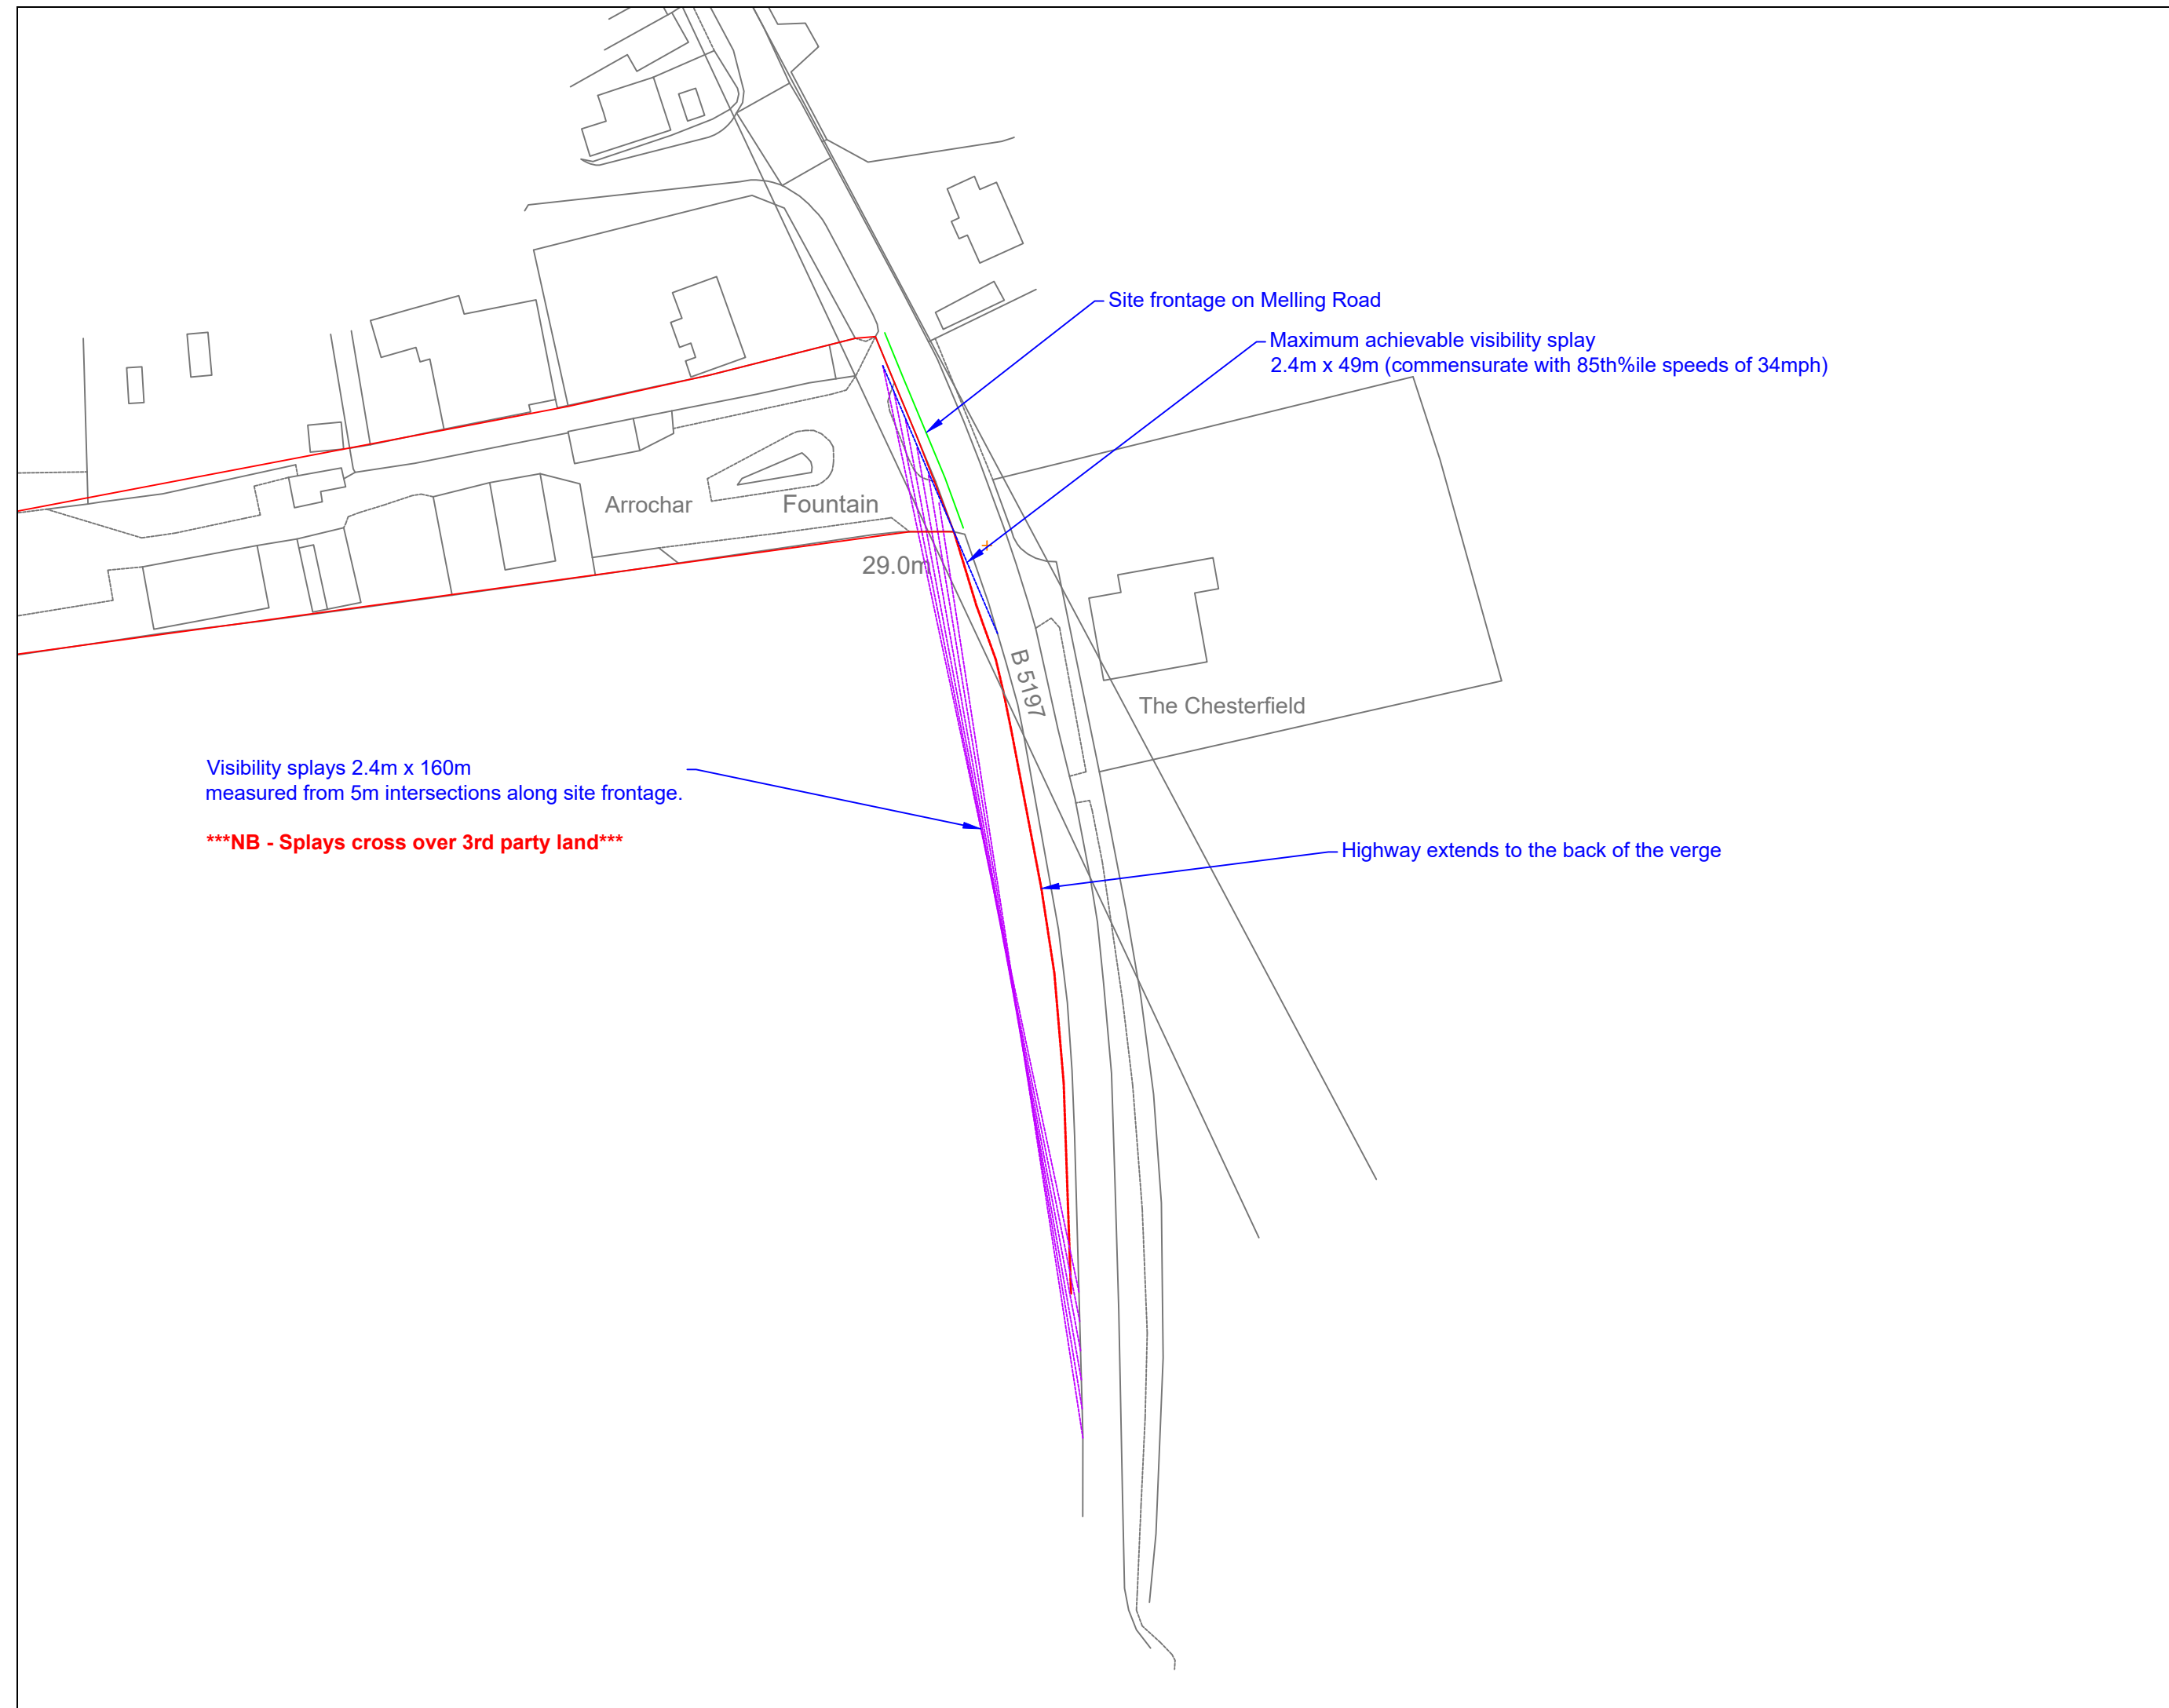 Site frontage on Melling Road
Maximum achievable visibility splay
2.4m x 49m (commensurate with 85th%ile speeds of 34mph)
Arrochar
Fountain
29.0m
B 5197
The Chesterfield
Visibility splays 2.4m x 160m
measured from 5m intersections along site frontage.
***NB - Splays cross over 3rd party land***
Highway extends to the back of the verge